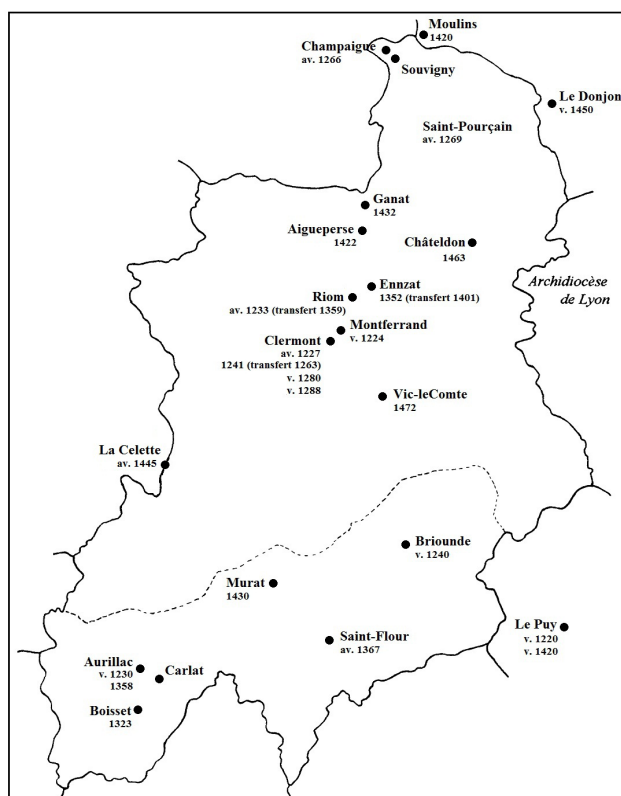 Moulins
1420
Champaigue
av. 1266
Souvigny
Le Donjon
v. 1450
Saint-Pourçain
av. 1269
Ganat
1432
Aigueperse
1422
Châteldon
1463
Ennzat
1352 (transfert 1401)
Riom
av. 1233 (transfert 1359)
Archidiocèse
de Lyon
Montferrand
v. 1224
Clermont
av. 1227
1241 (transfert 1263)
v. 1280
v. 1288
Vic-leComte
1472
La Celette
av. 1445
Briounde
v. 1240
Murat
1430
Saint-Flour
av. 1367
Le Puy
v. 1220
v. 1420
Aurillac
v. 1230
1358
Carlat
Boisset
1323